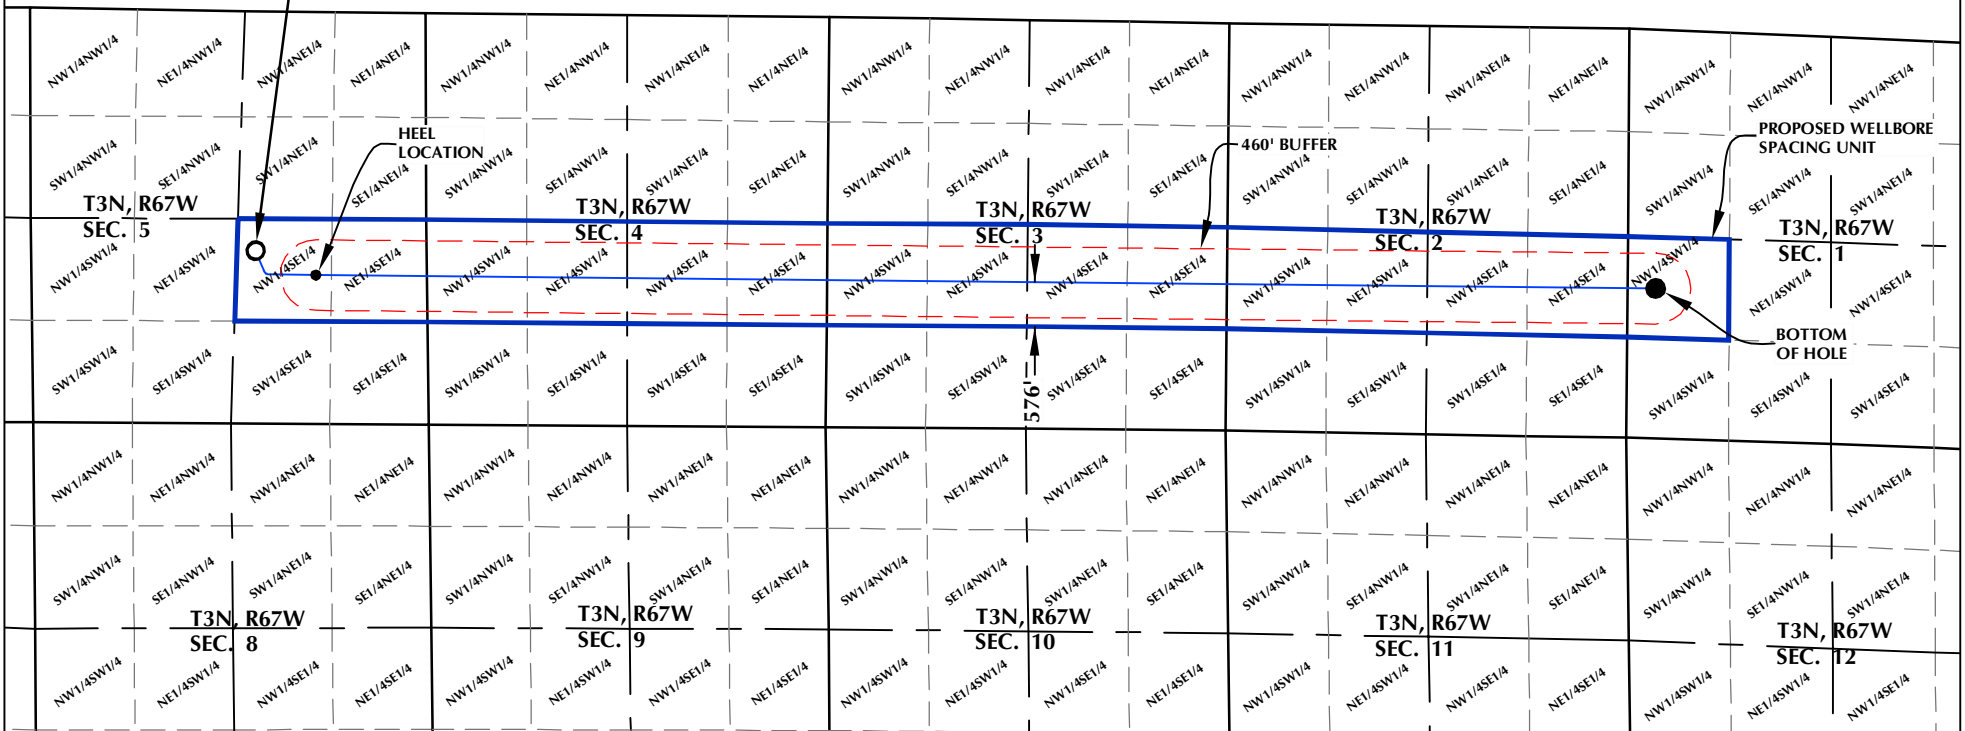 NW1/4NW1/4 NE1/4NW1/4 NW1/4NE1/4 NE1/4NE1/4 NW1/4NW1/4 NE1/4NW1/4 NW1/4NE1/4 NE1/4NE1/4 NW1/4NW1/4 NE1/4NW1/4 NW1/4NE1/4 NE1/4NE1/4 NW1/4NW1/4 NE1/4NW1/4 NW1/4NE1/4 NE1/4NE1/4 NW1/4NW1/4 NE1/4NW1/4 NW1/4NE1/4
HEEL
LOCATION
460' BUFFER
PROPOSED WELLBORE
SPACING UNIT
SW1/4NW1/4 SE1/4NW1/4 SW1/4NE1/4 SE1/4NE1/4 SW1/4NW1/4 SE1/4NW1/4 SW1/4NE1/4 SE1/4NE1/4 SW1/4NW1/4 SE1/4NW1/4 SW1/4NE1/4 SE1/4NE1/4 SW1/4NW1/4 SE1/4NW1/4 SW1/4NE1/4 SE1/4NE1/4 SW1/4NW1/4 SE1/4NW1/4 SW1/4NE1/4
T3N, R67W
SEC. 5
T3N, R67W
SEC. 4
T3N, R67W
SEC. 3
T3N, R67W
SEC. 2
T3N, R67W
SEC. 1
NW1/4SW1/4 NE1/4SW1/4 NW1/4SE1/4 NE1/4SE1/4 NW1/4SW1/4 NE1/4SW1/4 NW1/4SE1/4 NE1/4SE1/4 NW1/4SW1/4 NE1/4SW1/4 NW1/4SE1/4 NE1/4SE1/4 NW1/4SW1/4 NE1/4SW1/4 NW1/4SE1/4 NE1/4SE1/4 NW1/4SW1/4 NE1/4SW1/4 NW1/4SE1/4
BOTTOM
OF HOLE
SW1/4SW1/4 SE1/4SW1/4 SW1/4SE1/4 SE1/4SE1/4 SW1/4SW1/4 SE1/4SW1/4 SW1/4SE1/4 SE1/4SE1/4 SW1/4SW1/4 SE1/4SW1/4 SW1/4SE1/4 SE1/4SE1/4 SW1/4SW1/4 SE1/4SW1/4 SW1/4SE1/4 SE1/4SE1/4 SW1/4SW1/4 SE1/4SW1/4 SW1/4SE1/4
576'
NW1/4NW1/4 NE1/4NW1/4 NW1/4NE1/4 NE1/4NE1/4 NW1/4NW1/4 NE1/4NW1/4 NW1/4NE1/4 NE1/4NE1/4 NW1/4NW1/4 NE1/4NW1/4 NW1/4NE1/4 NE1/4NE1/4 NW1/4NW1/4 NE1/4NW1/4 NW1/4NE1/4 NE1/4NE1/4 NW1/4NW1/4 NE1/4NW1/4 NW1/4NE1/4
SW1/4NW1/4 SE1/4NW1/4 SW1/4NE1/4 SE1/4NE1/4 SW1/4NW1/4 SE1/4NW1/4 SW1/4NE1/4 SE1/4NE1/4 SW1/4NW1/4 SE1/4NW1/4 SW1/4NE1/4 SE1/4NE1/4 SW1/4NW1/4 SE1/4NW1/4 SW1/4NE1/4 SE1/4NE1/4 SW1/4NW1/4 SE1/4NW1/4 SW1/4NE1/4
T3N, R67W
SEC. 8
T3N, R67W
SEC. 9
T3N, R67W
SEC. 10
T3N, R67W
SEC. 11
T3N, R67W
SEC. 12
NW1/4SW1/4 NE1/4SW1/4 NW1/4SE1/4 NE1/4SE1/4 NW1/4SW1/4 NE1/4SW1/4 NW1/4SE1/4 NE1/4SE1/4 NW1/4SW1/4 NE1/4SW1/4 NW1/4SE1/4 NE1/4SE1/4 NW1/4SW1/4 NE1/4SW1/4 NW1/4SE1/4 NE1/4SE1/4 NW1/4SW1/4 NE1/4SW1/4 NW1/4SE1/4